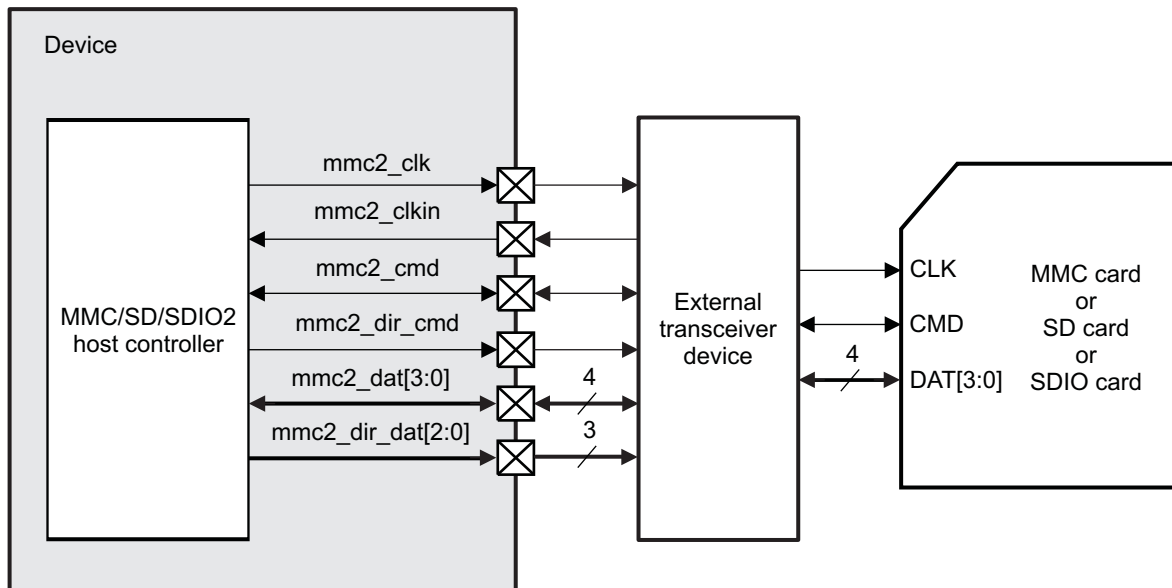 Device
mmc2_clk
mmc2_clkin
mmc2_cmd
mmc2_dir_cmd
mmc2_dat[3:0]
mmc2_dir_dat[2:0]
MMC/SD/SDIO2
host controller
4
3
External
transceiver
device
4
CLK
CMD
DAT[3:0]
MMC card
or
SD card
or
SDIO card